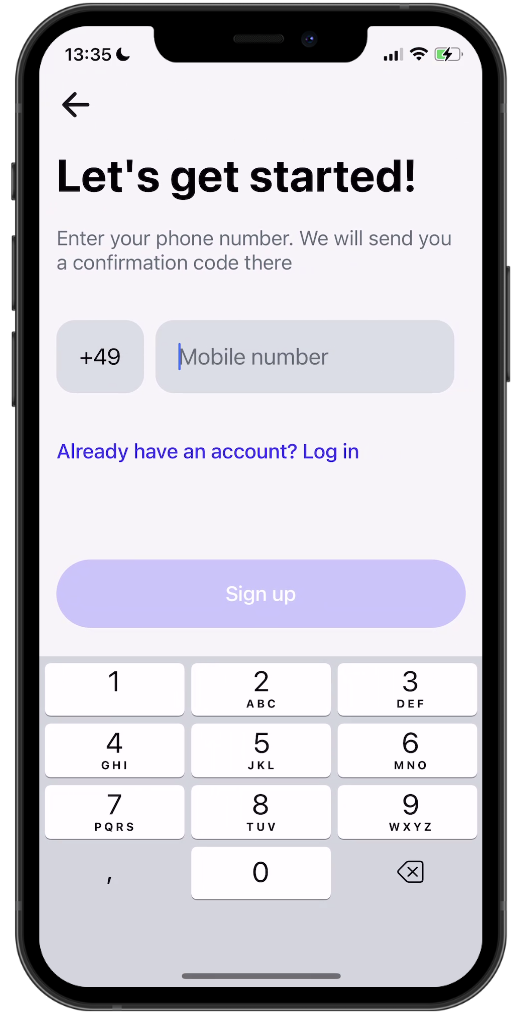 13:35
Let's get started!
Enter your phone number. We will send you
a confirmation code there
+49 Mobile number
Already have an account? Log in
Sign up
1 2 3
ABC DEF
4 5 6
GHI JKL MNO
7 8 9
PQRS TUV WXYZ
, 0